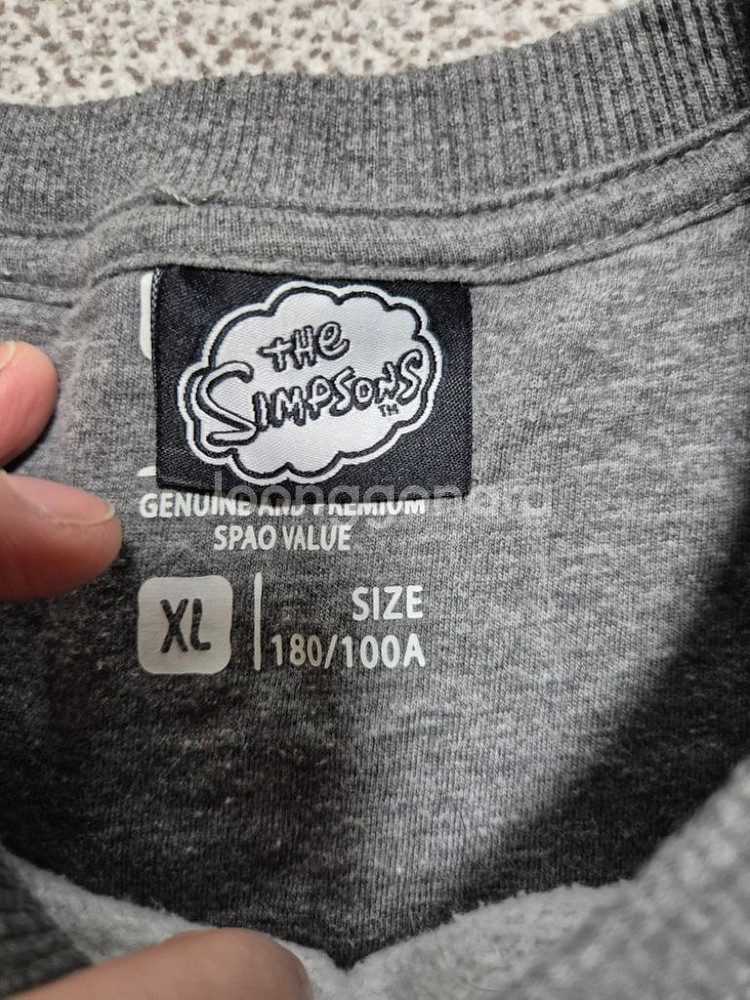 THE
SIMPSONS
TM
GENUINE AND PREMIUM
SPAO VALUE
XL
SIZE
180/100A